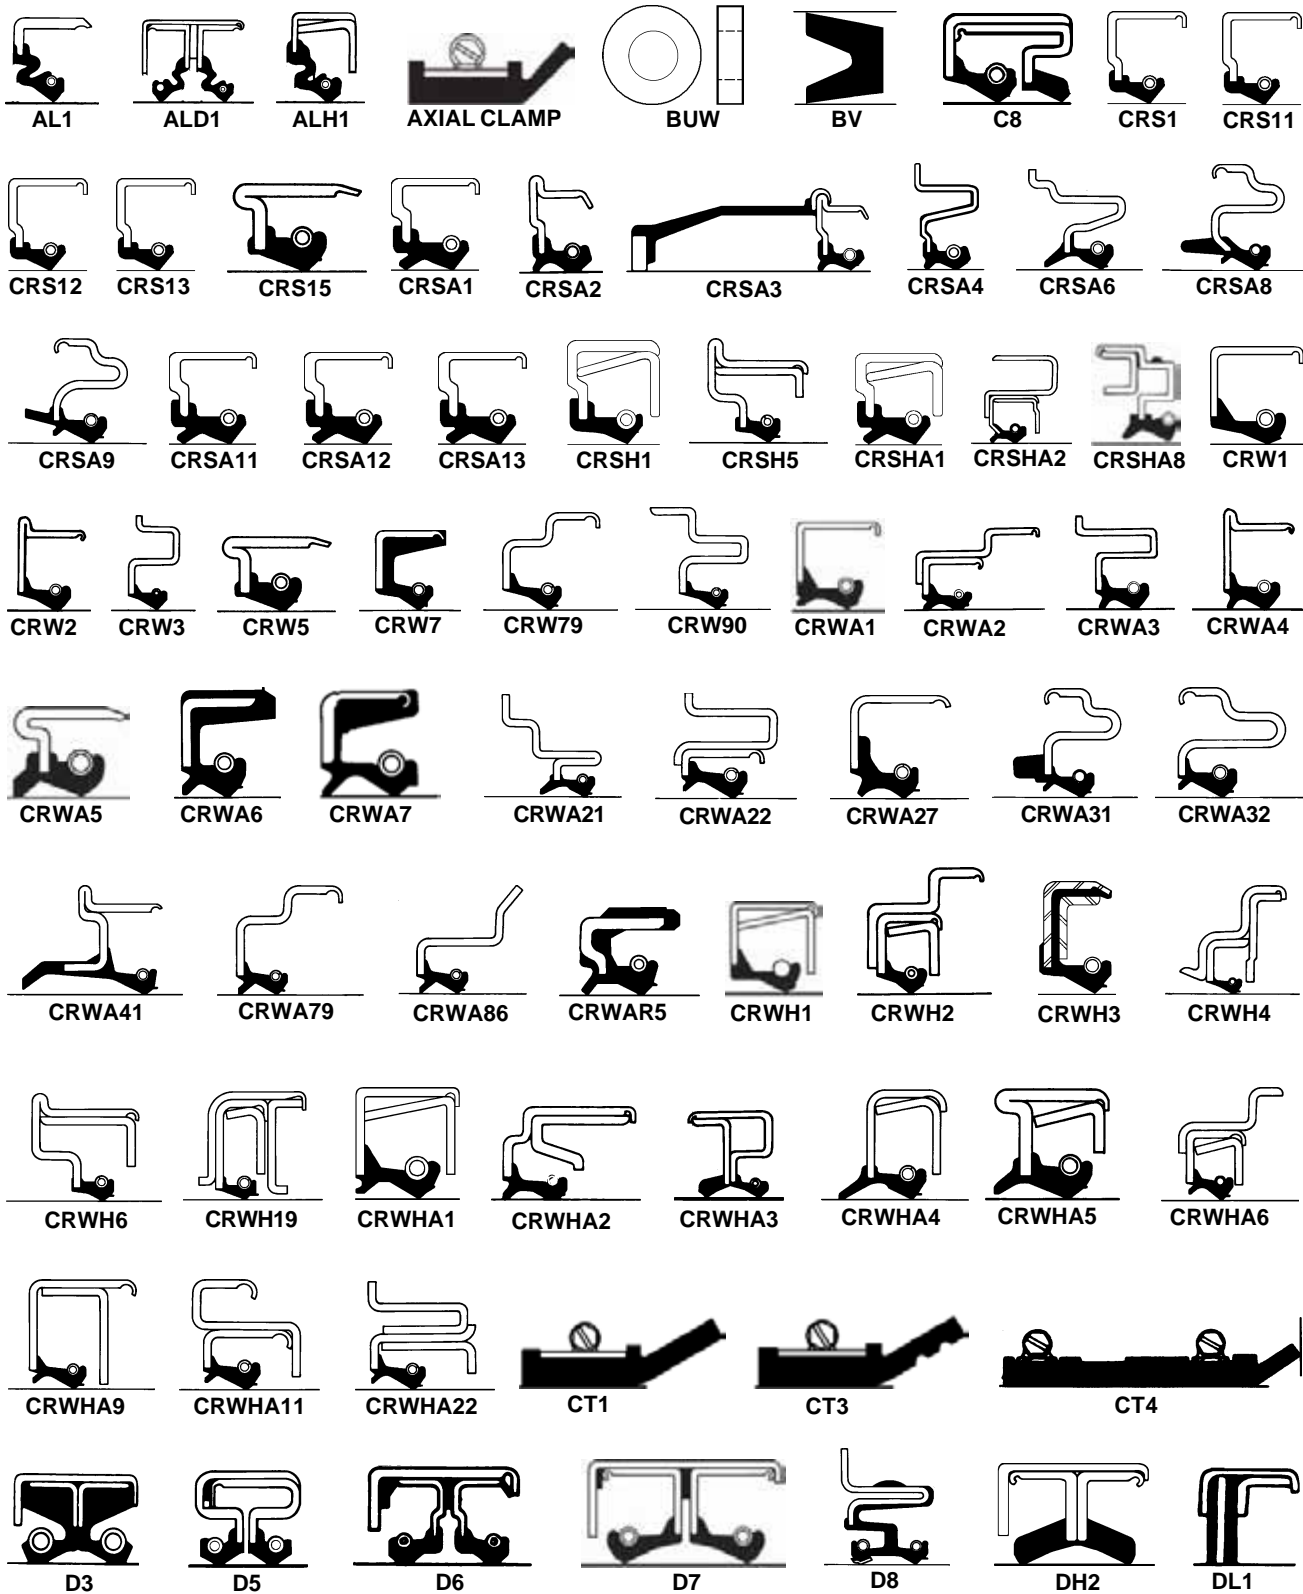 AL1 ALD1 ALH1 AXIAL CLAMP BUW BV C8 CRS1 CRS11
CRS12 CRS13 CRS15 CRSA1 CRSA2 CRSA3 CRSA4 CRSA6 CRSA8
CRSA9 CRSA11 CRSA12 CRSA13 CRSH1 CRSH5 CRSHA1 CRSHA2 CRSHA8 CRW1
CRW2 CRW3 CRW5 CRW7 CRW79 CRW90 CRWA1 CRWA2 CRWA3 CRWA4
CRWA5 CRWA6 CRWA7 CRWA21 CRWA22 CRWA27 CRWA31 CRWA32
CRWA41 CRWA79 CRWA86 CRWAR5 CRWH1 CRWH2 CRWH3 CRWH4
CRWH6 CRWH19 CRWHA1 CRWHA2 CRWHA3 CRWHA4 CRWHA5 CRWHA6
CRWHA9 CRWHA11 CRWHA22 CT1 CT3 CT4
D3 D5 D6 D7 D8 DH2 DL1